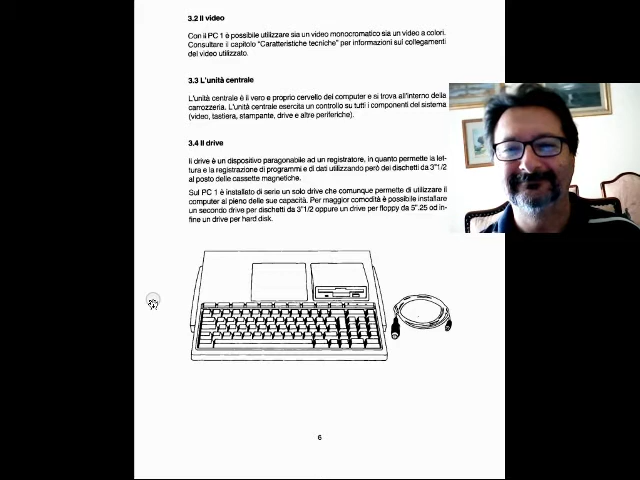 3.2 Il video
Con il PC 1 è possibile utilizzare sia un video monocromatico sia un video a colori.
Consultare il capitolo "Caratteristiche tecniche" per informazioni sui collegamenti
del video utilizzato.
3.3 L'unità centrale
L'unità centrale è il vero e proprio cervello del computer e si trova all'interno della
carrozzeria. L'unità centrale esercita un controllo su tutti i componenti del sistema
(video, tastiera, stampante, drive e altre periferiche).
3.4 Il drive
Il drive è un dispositivo paragonabile ad un registratore, in quanto permette la let-
tura e la registrazione di programmi e di dati utilizzando però dei dischetti da 3"1/2
al posto delle cassette magnetiche.
Sul PC 1 è installato di serie un solo drive che comunque permette di utilizzare il
computer al pieno delle sue capacità. Per maggior comodità è possibile installare
un secondo drive per dischetti da 3"1/2 oppure un drive per floppy da 5".25 od in-
fine un drive per hard disk.
6